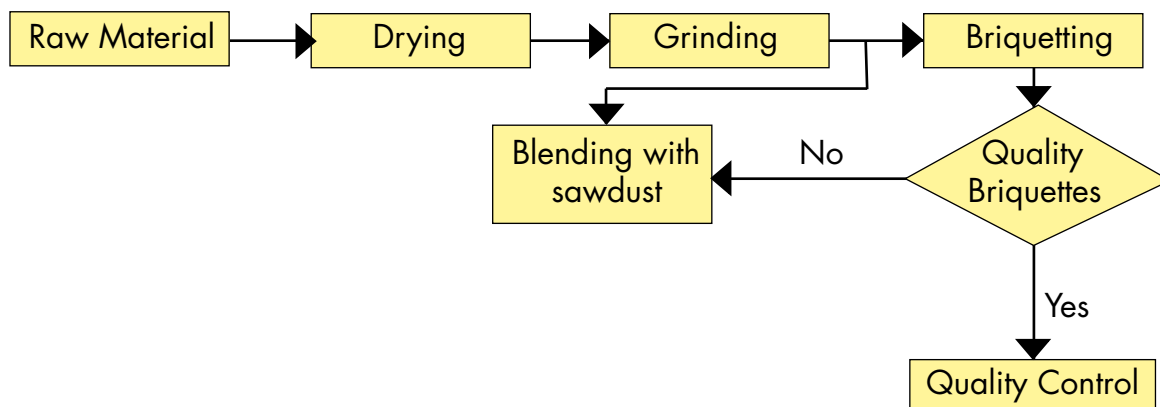 Raw Material
Drying
Grinding
Briquetting
Blending with
sawdust
No
Quality
Briquettes
Yes
Quality Control